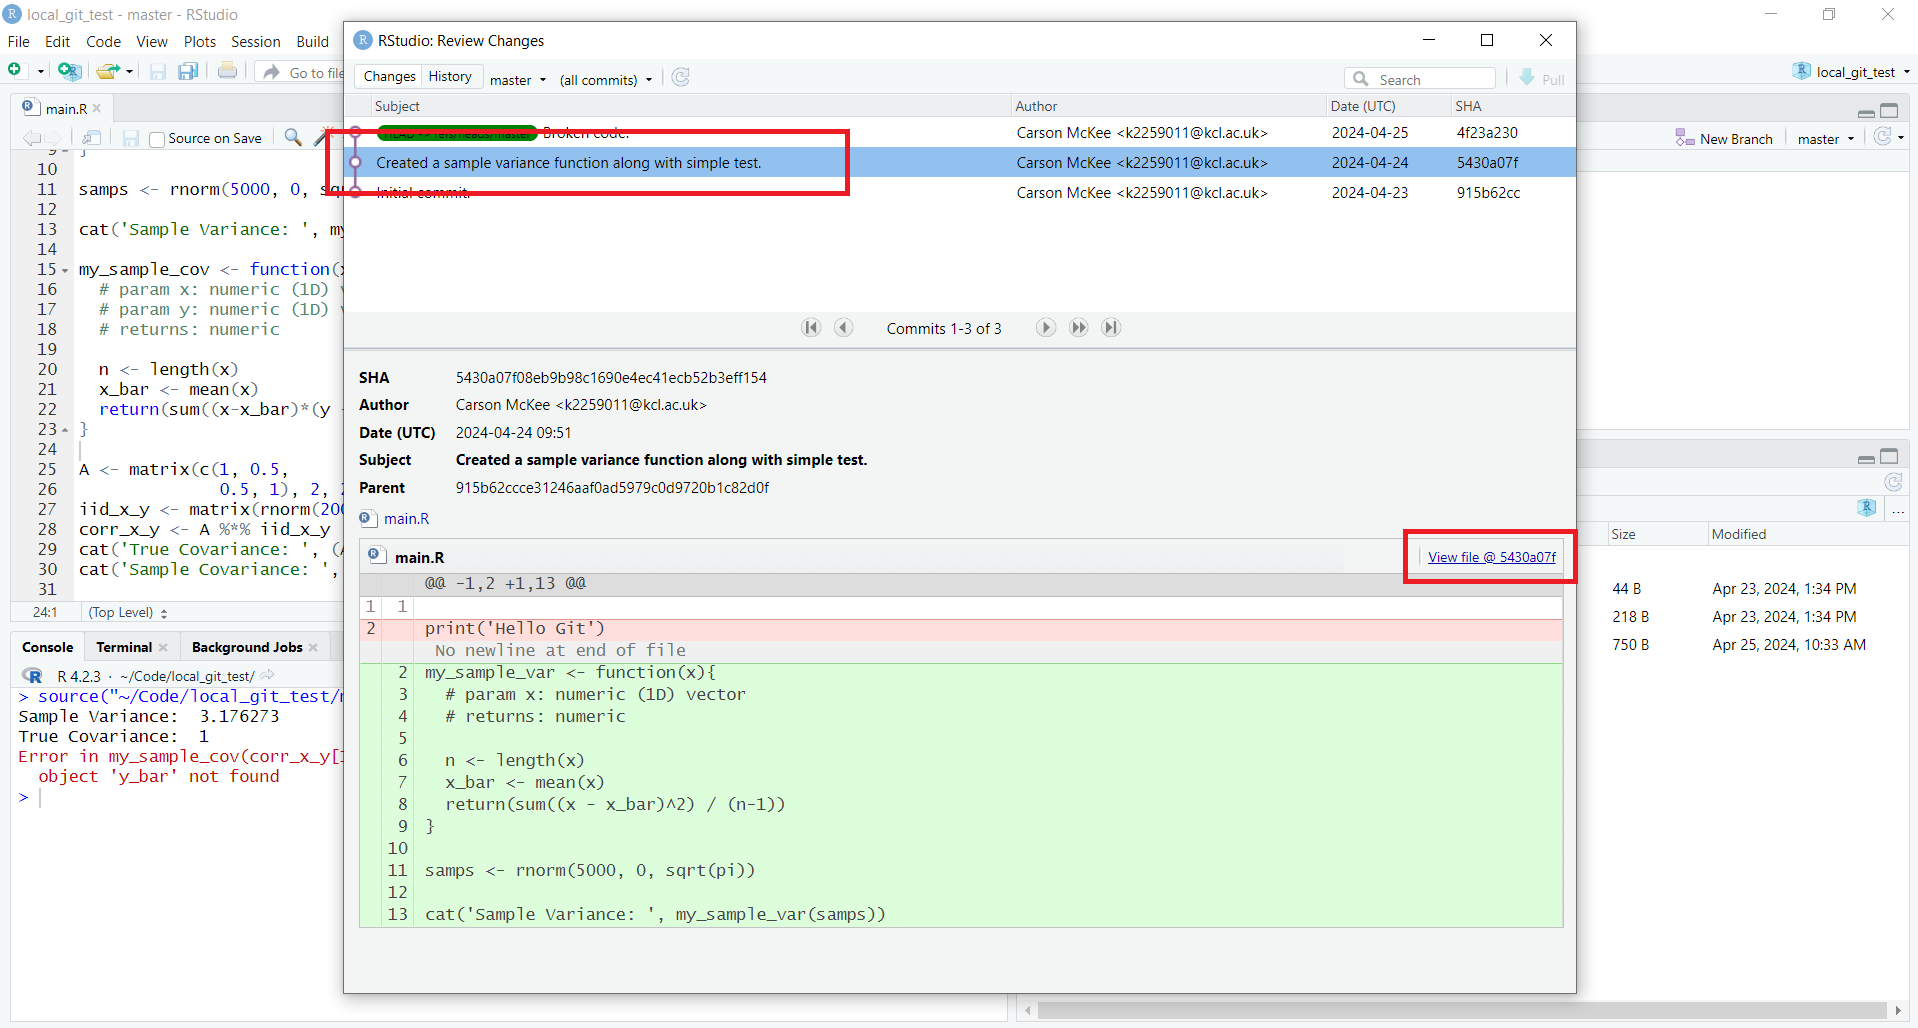 local_git_test - master - RStudio
File Edit Code View Plots Session Build
Go to file
local_git_test
main.R
Source on Save
New Branch master
9
10
11 samps <- rnorm(5000, 0, sqr
12
13 cat('Sample Variance: ', my
14
15 my_sample_cov <- function(x
16 # param x: numeric (1D) v
17 # param y: numeric (1D) v
18 # returns: numeric
19
20 n <- length(x)
21 x_bar <- mean(x)
22 return(sum((x-x_bar)*(y -
23 }
24
25 A <- matrix(c(1, 0.5,
26 0.5, 1), 2, 2
27 iid_x_y <- matrix(rnorm(200
28 corr_x_y <- A %*% iid_x_y
29 cat('True Covariance: ', (A
30 cat('Sample Covariance: ',
31
24:1 (Top Level)
Console Terminal Background Jobs
R 4.2.3 · ~/Code/local_git_test/
> source("~/Code/local_git_test/m
Sample Variance: 3.176273
True Covariance: 1
Error in my_sample_cov(corr_x_y[1
object 'y_bar' not found
>
RStudio: Review Changes
Changes History master (all commits) Search Pull
Subject Author Date (UTC) SHA
HEAD -> refs/heads/master Broken code. Carson McKee <k2259011@kcl.ac.uk> 2024-04-25 4f23a230
Created a sample variance function along with simple test. Carson McKee <k2259011@kcl.ac.uk> 2024-04-24 5430a07f
Initial commit. Carson McKee <k2259011@kcl.ac.uk> 2024-04-23 915b62cc
Commits 1-3 of 3
SHA 5430a07f08eb9b98c1690e4ec41ecb52b3eff154
Author Carson McKee <k2259011@kcl.ac.uk>
Date (UTC) 2024-04-24 09:51
Subject Created a sample variance function along with simple test.
Parent 915b62ccce31246aaf0ad5979c0d9720b1c82d0f
main.R
main.R View file @ 5430a07f
@@ -1,2 +1,13 @@
1 1
2 print('Hello Git')
No newline at end of file
2 my_sample_var <- function(x){
3 # param x: numeric (1D) vector
4 # returns: numeric
5
6 n <- length(x)
7 x_bar <- mean(x)
8 return(sum((x - x_bar)^2) / (n-1))
9 }
10
11 samps <- rnorm(5000, 0, sqrt(pi))
12
13 cat('Sample Variance: ', my_sample_var(samps))
Size Modified
44 B Apr 23, 2024, 1:34 PM
218 B Apr 23, 2024, 1:34 PM
750 B Apr 25, 2024, 10:33 AM